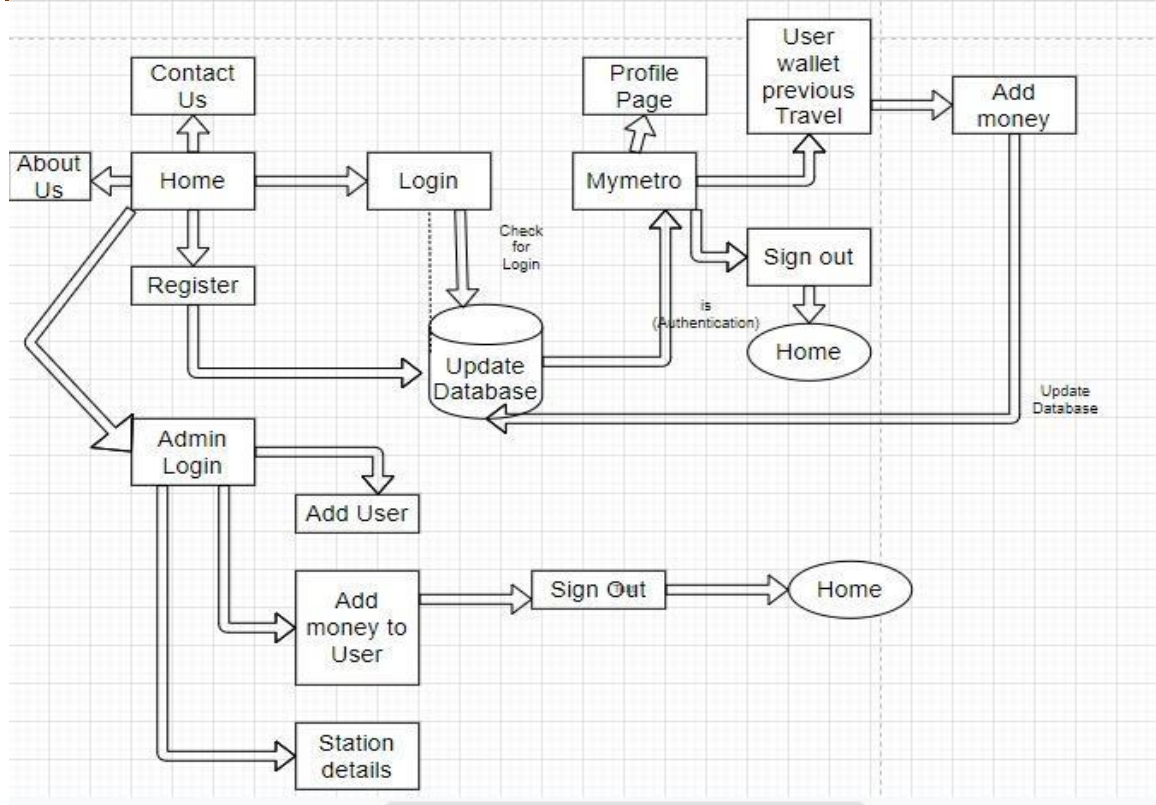 Contact
Us
About
Us
Home
Login
Register
Check
for
Login
Update
Database
Profile
Page
Mymetro
User
wallet
previous
Travel
Add
money
Sign out
Home
is
(Authentication)
Update
Database
Admin
Login
Add User
Add
money to
User
Sign Out
Home
Station
details